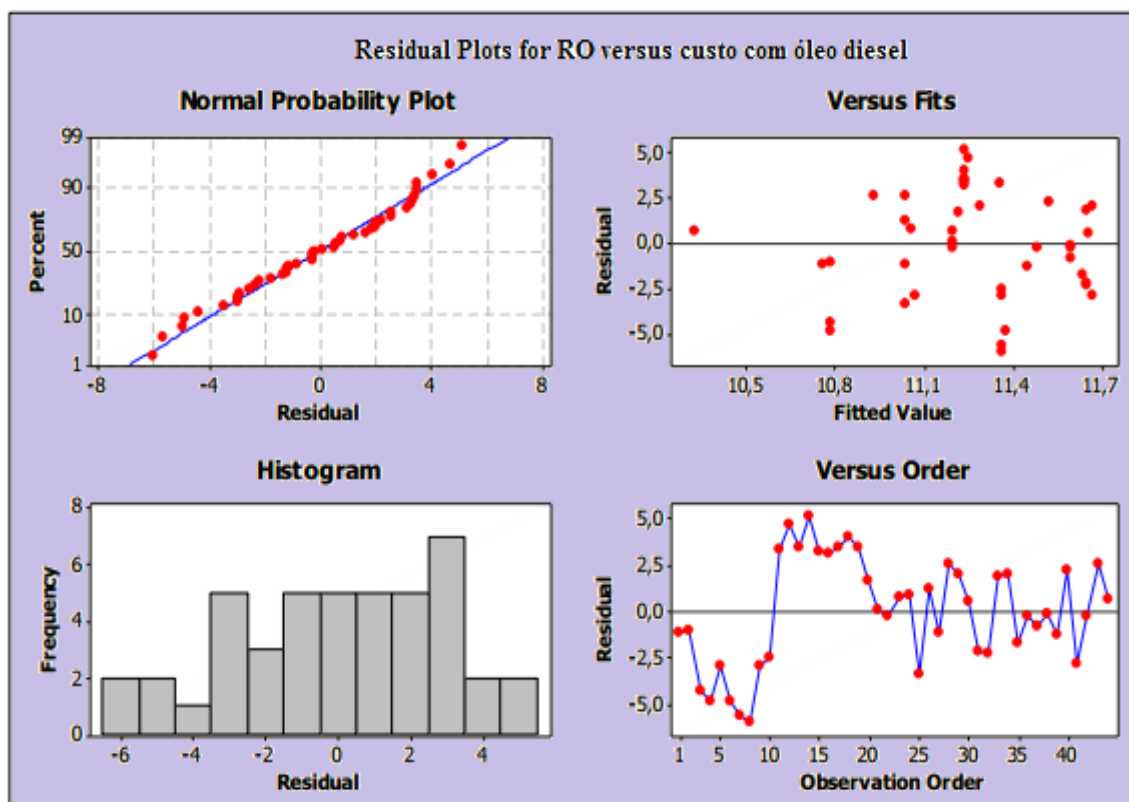 Residual Plots for RO versus custo com óleo diesel
Normal Probability Plot
99
90
50
10
1
Percent
-8 -4 0 4 8
Residual
Versus Fits
5,0
2,5
0,0
-2,5
-5,0
Residual
10,5 10,8 11,1 11,4 11,7
Fitted Value
Histogram
8
6
4
2
0
Frequency
-6 -4 -2 0 2 4
Residual
Versus Order
5,0
2,5
0,0
-2,5
-5,0
Residual
1 5 10 15 20 25 30 35 40
Observation Order